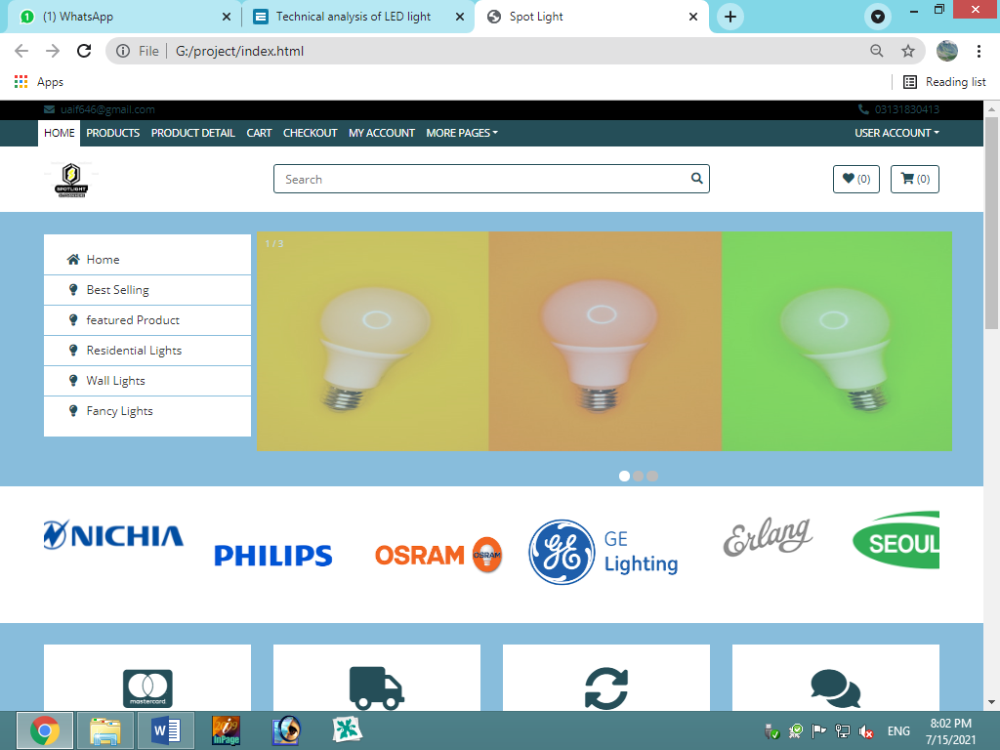 (1) WhatsApp
Technical analysis of LED light
Spot Light
File
G:/project/index.html
Apps
Reading list
uaif646@gmail.com
03131830413
HOME PRODUCTS PRODUCT DETAIL CART CHECKOUT MY ACCOUNT MORE PAGES
USER ACCOUNT
SPOTLIGHT
Search
(0)
(0)
1 / 3
Home
Best Selling
featured Product
Residential Lights
Wall Lights
Fancy Lights
NICHIA
PHILIPS
OSRAM
OSRAM
GE
Lighting
Erlang
SEOUL
mastercard
InPage
ENG
8:02 PM
7/15/2021